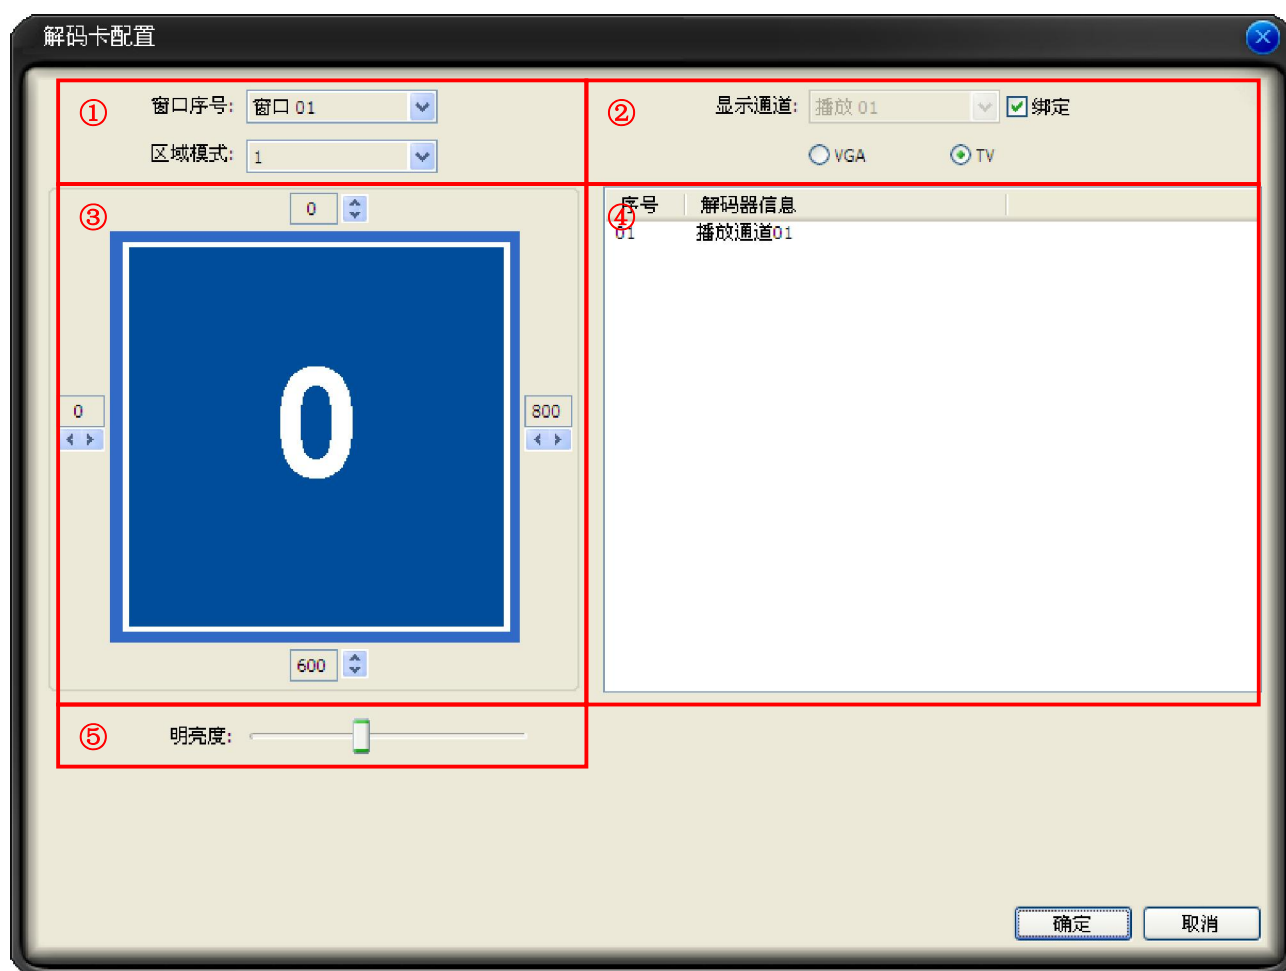 解码卡配置
① 窗口序号: 窗口 01
区域模式: 1
② 显示通道: 播放 01 绑定
VGA TV
③ 0
0
0
800
600
④ 序号 解码器信息
01 播放通道01
⑤ 明亮度:
确定 取消